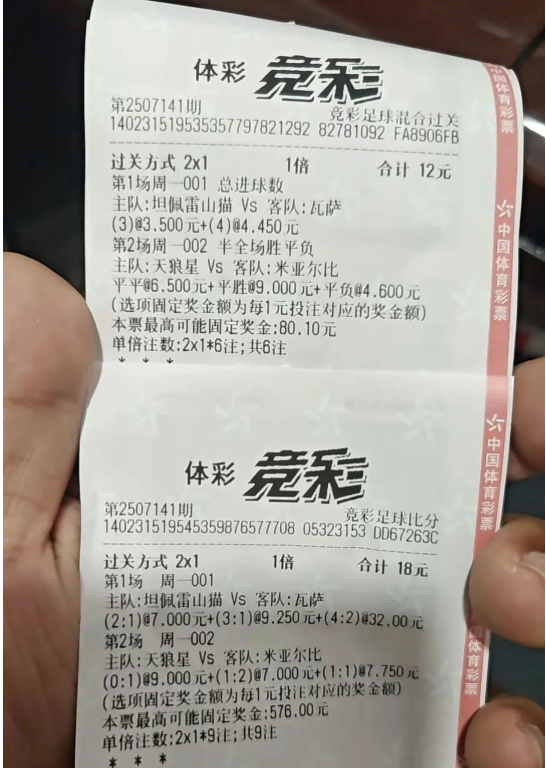 体彩 竞彩
第2507141期 竞彩足球混合过关
140231519535357797821292 82781092 FA8906FB
过关方式 2x1 1倍 合计 12元
第1场周一001 总进球数
主队:坦佩雷山猫 Vs 客队:瓦萨
(3)@3.500元+(4)@4.450元
第2场周一002 半全场胜平负
主队:天狼星 Vs 客队:米亚尔比
平平@6.500元+平胜@9.000元+平负@4.600元
(选项固定奖金额为每1元投注对应的奖金额)
本票最高可能固定奖金:80.10元
单倍注数:2x1*6注;共6注
* * *
体彩 竞彩
第2507141期 竞彩足球比分
140231519545359876577708 05323153 DD67263C
过关方式 2x1 1倍 合计 18元
第1场 周一001
主队:坦佩雷山猫 Vs 客队:瓦萨
(2:1)@7.000元+(3:1)@9.250元+(4:2)@32.00元
第2场 周一002
主队:天狼星 Vs 客队:米亚尔比
(0:1)@9.000元+(1:2)@7.000元+(1:1)@7.750元
(选项固定奖金额为每1元投注对应的奖金额)
本票最高可能固定奖金:576.00元
单倍注数:2x1*9注;共9注
* * *
中国体育彩票
中国体育彩票
中国体育彩票
体育彩票